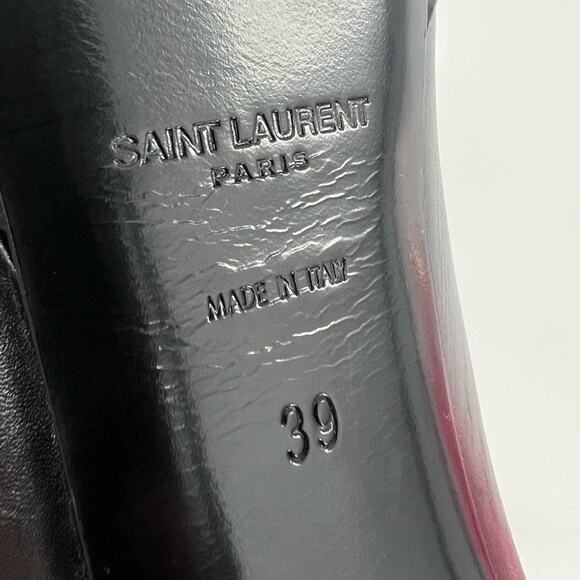 SAINT LAURENT
PARIS
MADE IN ITALY
39